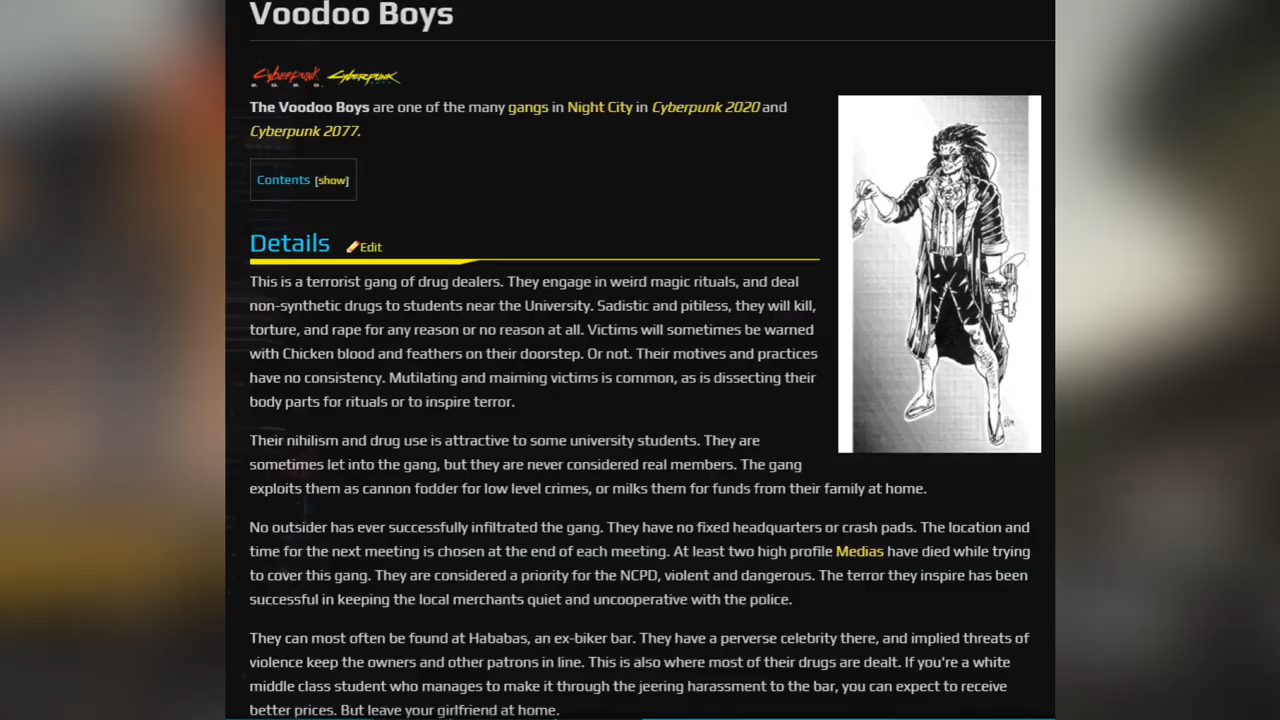 Voodoo Boys
Cyberpunk Cyberpunk
2.0.2.0.
The Voodoo Boys are one of the many gangs in Night City in Cyberpunk 2020 and
Cyberpunk 2077.
Contents [show]
Details Edit
This is a terrorist gang of drug dealers. They engage in weird magic rituals, and deal
non-synthetic drugs to students near the University. Sadistic and pitiless, they will kill,
torture, and rape for any reason or no reason at all. Victims will sometimes be warned
with Chicken blood and feathers on their doorstep. Or not. Their motives and practices
have no consistency. Mutilating and maiming victims is common, as is dissecting their
body parts for rituals or to inspire terror.
Their nihilism and drug use is attractive to some university students. They are
sometimes let into the gang, but they are never considered real members. The gang
exploits them as cannon fodder for low level crimes, or milks them for funds from their family at home.
No outsider has ever successfully infiltrated the gang. They have no fixed headquarters or crash pads. The location and
time for the next meeting is chosen at the end of each meeting. At least two high profile Medias have died while trying
to cover this gang. They are considered a priority for the NCPD, violent and dangerous. The terror they inspire has been
successful in keeping the local merchants quiet and uncooperative with the police.
They can most often be found at Hababas, an ex-biker bar. They have a perverse celebrity there, and implied threats of
violence keep the owners and other patrons in line. This is also where most of their drugs are dealt. If you're a white
middle class student who manages to make it through the jeering harassment to the bar, you can expect to receive
better prices. But leave your girlfriend at home.